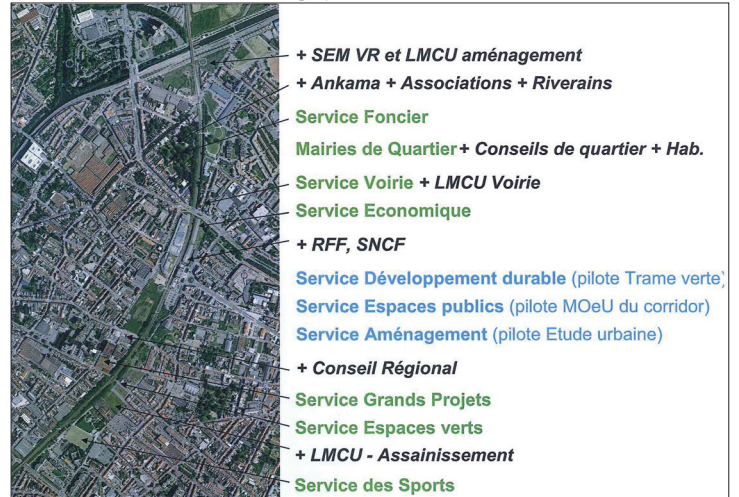 + SEM VR et LMCU aménagement
+ Ankama + Associations + Riverains
Service Foncier
Mairies de Quartier + Conseils de quartier + Hab.
Service Voirie + LMCU Voirie
Service Economique
+ RFF, SNCF
Service Développement durable (pilote Trame verte)
Service Espaces publics (pilote MOeU du corridor)
Service Aménagement (pilote Etude urbaine)
+ Conseil Régional
Service Grands Projets
Service Espaces verts
+ LMCU - Assainissement
Service des Sports